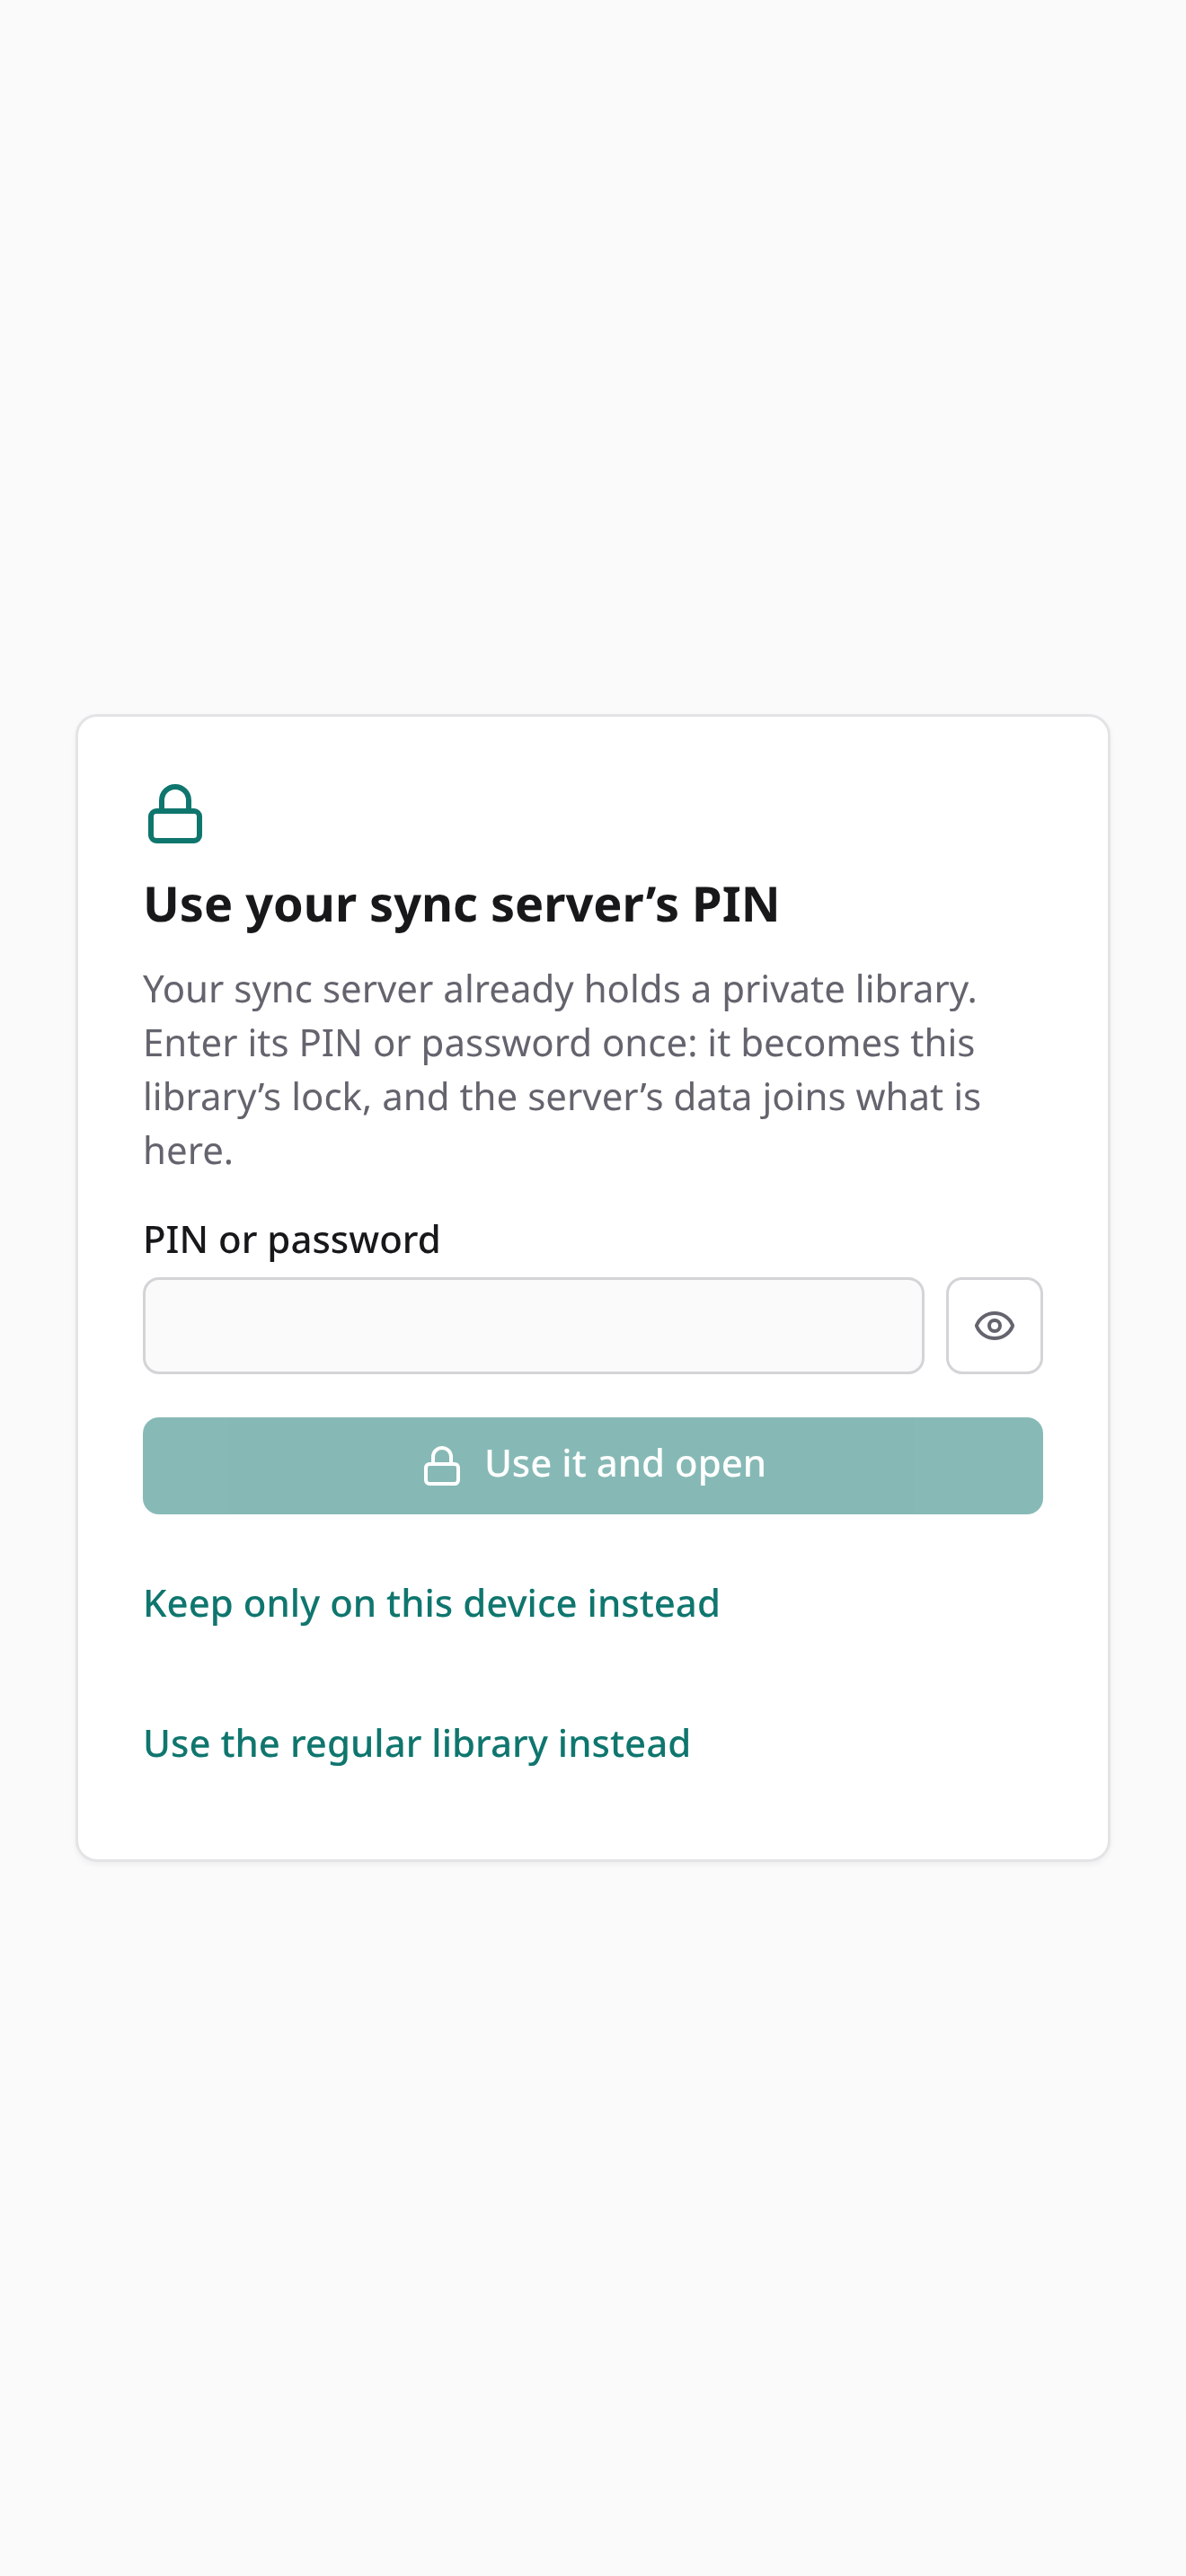 Use your sync server’s PIN
Your sync server already holds a private library.
Enter its PIN or password once: it becomes this
library’s lock, and the server’s data joins what is
here.
PIN or password
Use it and open
Keep only on this device instead
Use the regular library instead